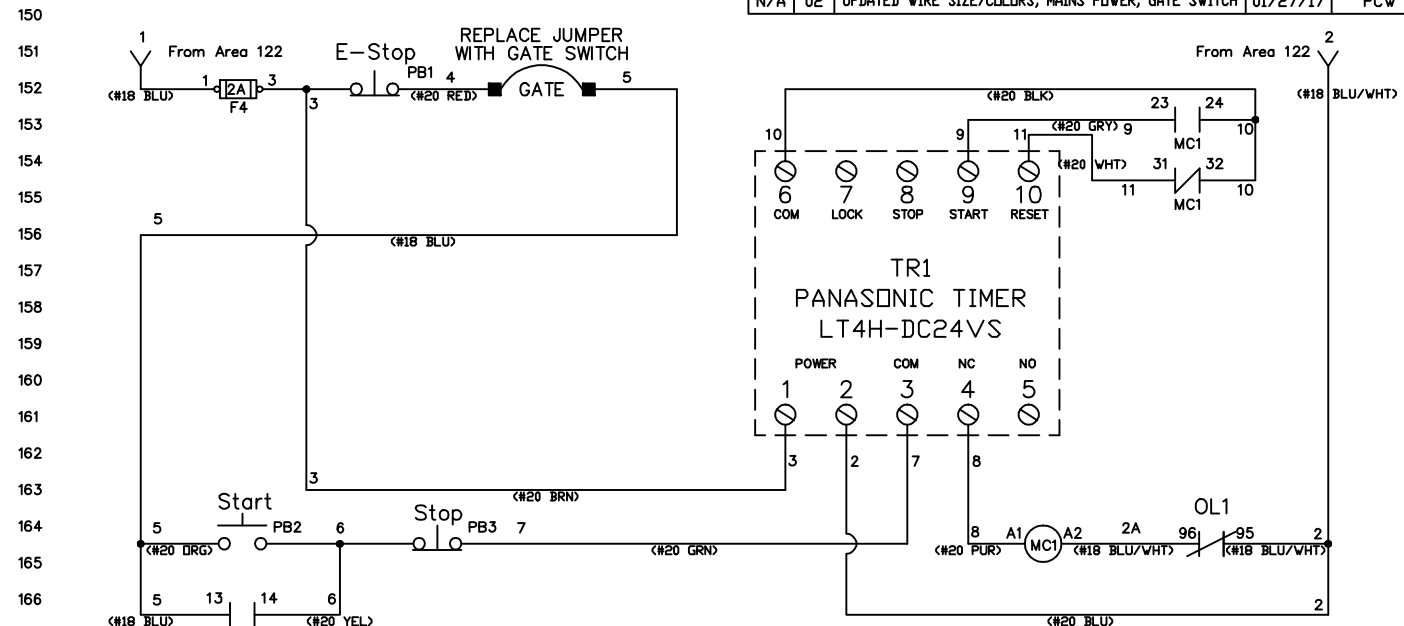 N/A 02 UPDATED WIRE SIZE/COLORS, MAINS POWER, GATE SWITCH 01/27/17 PCW
150
151
152
153
154
155
156
157
158
159
160
161
162
163
164
165
166
1
From Area 122
(#18 BLU)
1
2A
3
F4
3
E-Stop
PB1
4
(#20 RED)
REPLACE JUMPER
WITH GATE SWITCH
GATE
5
5
(#18 BLU)
From Area 122
2
(#18 BLU/WHT)
(#20 BLK)
23 24
(#20 GRY) 9
MC1
10
10
9
11
(#20 WHT)
31 32
11
MC1
10
6 7 8 9 10
COM LOCK STOP START RESET
TR1
PANASONIC TIMER
LT4H-DC24VS
POWER COM NC NO
1 2 3 4 5
3 2 7 8
3
(#20 BRN)
Start
5
PB2
(#20 ORG)
6
Stop
PB3
7
(#20 GRN)
8
(#20 PUR)
A1
MC1
A2
2A
(#18 BLU/WHT)
OL1
96 95
(#18 BLU/WHT)
2
5
(#18 BLU)
13 14
6
(#20 YEL)
2
(#20 BLU)